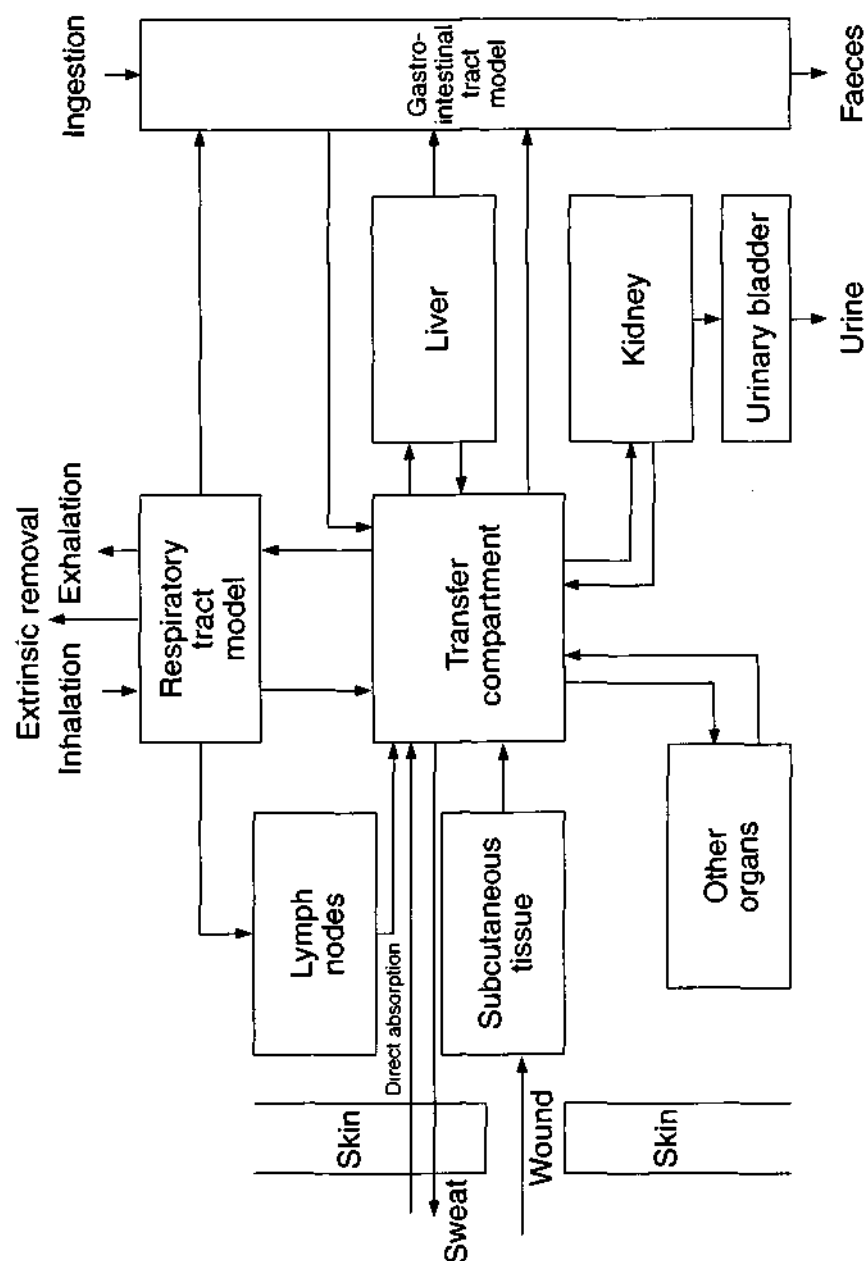 Extrinsic removal
Inhalation
Exhalation
Ingestion
Respiratory
tract
model
Gastro-
intestinal
tract
model
Lymph
nodes
Direct absorption
Transfer
compartment
Liver
Skin
Sweat
Wound
Subcutaneous
tissue
Kidney
Skin
Other
organs
Urinary bladder
Urine
Faeces